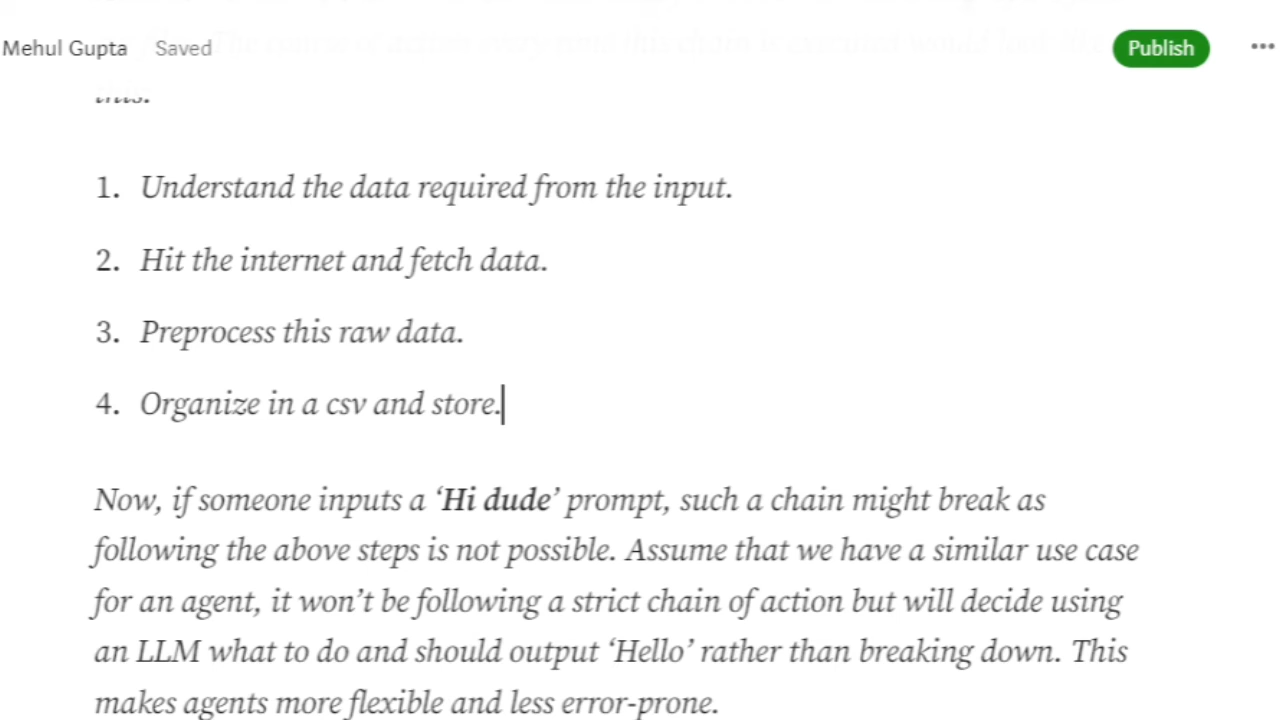 Mehul Gupta Saved
Publish
this.
1. Understand the data required from the input.
2. Hit the internet and fetch data.
3. Preprocess this raw data.
4. Organize in a csv and store.
Now, if someone inputs a ‘Hi dude’ prompt, such a chain might break as
following the above steps is not possible. Assume that we have a similar use case
for an agent, it won’t be following a strict chain of action but will decide using
an LLM what to do and should output ‘Hello’ rather than breaking down. This
makes agents more flexible and less error-prone.